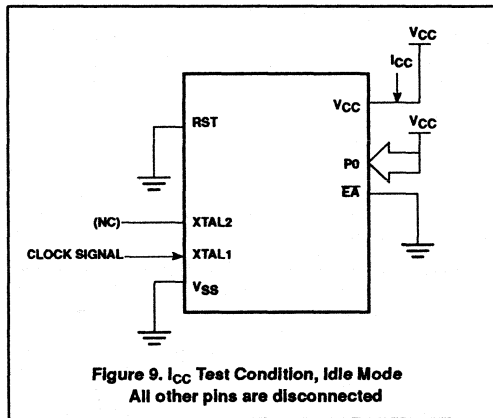 VCC
ICC
VCC
VCC
RST
P0
EA
(NC)
XTAL2
CLOCK SIGNAL
XTAL1
VSS
Figure 9. ICC Test Condition, Idle Mode
All other pins are disconnected